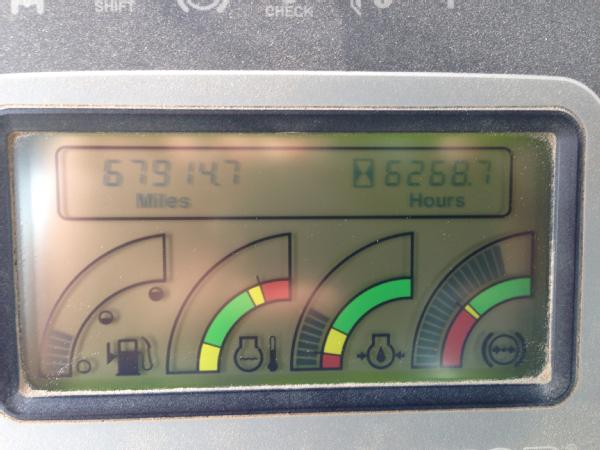 SHIFT
CHECK
67914.7 6268.7
Miles Hours